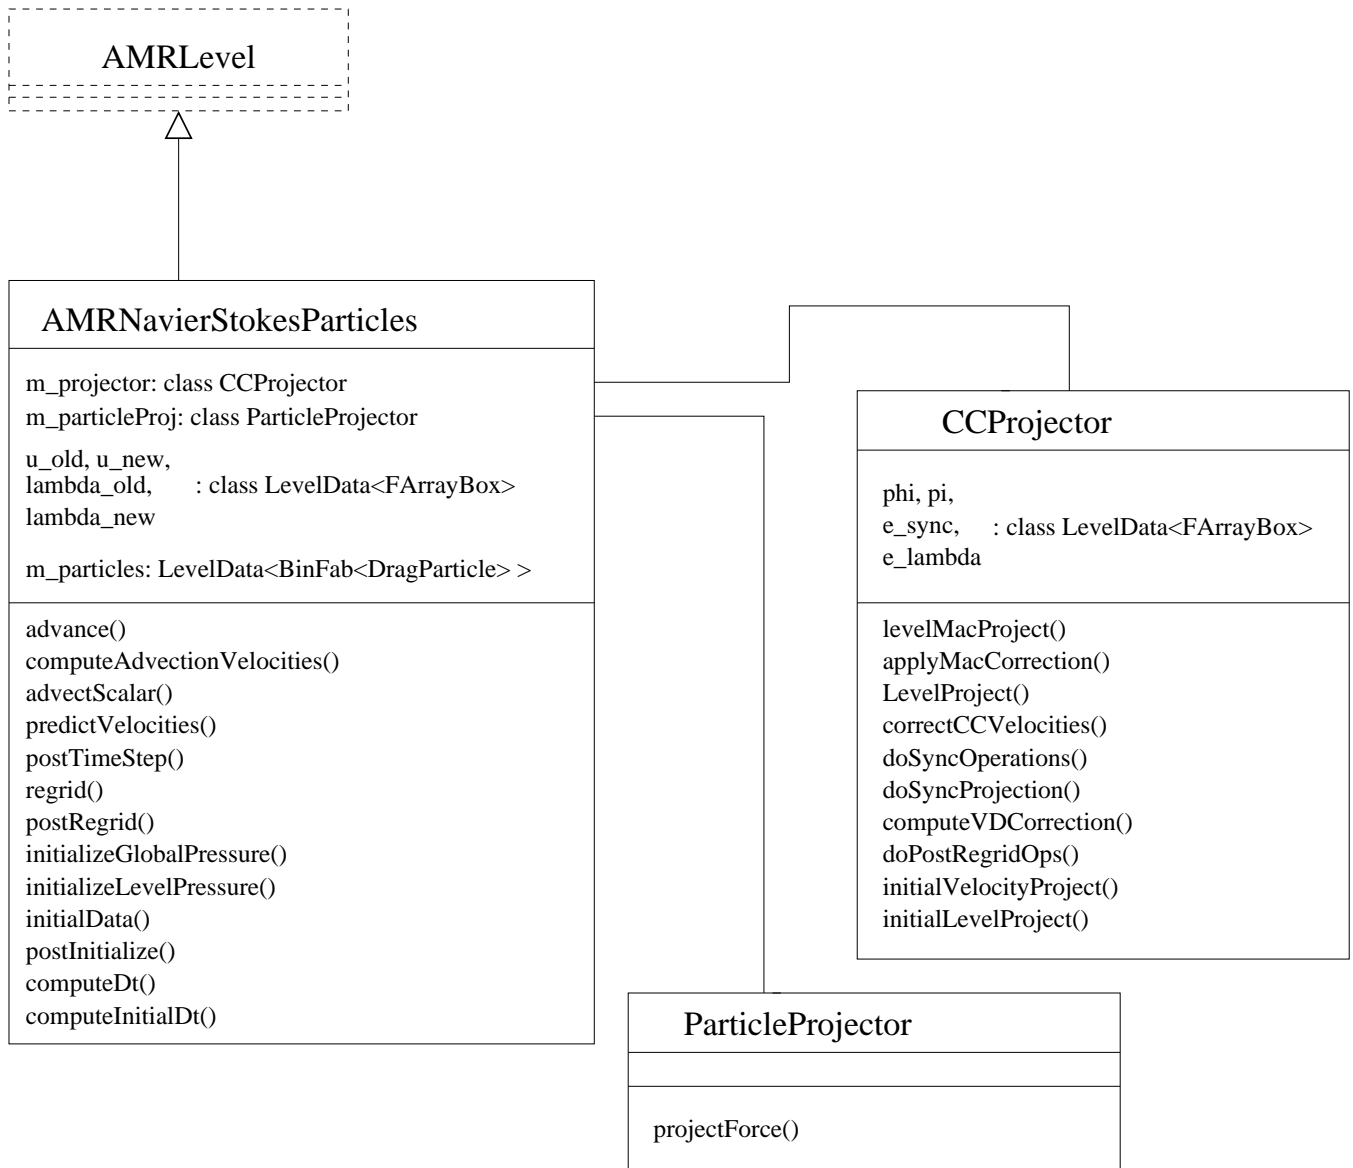 AMRLevel
AMRNavierStokesParticles
m_projector: class CCProjector
m_particleProj: class ParticleProjector
u_old, u_new,
lambda_old, : class LevelData<FArrayBox>
lambda_new
m_particles: LevelData<BinFab<DragParticle> >
advance()
computeAdvectionVelocities()
advectScalar()
predictVelocities()
postTimeStep()
regrid()
postRegrid()
initializeGlobalPressure()
initializeLevelPressure()
initialData()
postInitialize()
computeDt()
computeInitialDt()
CCProjector
phi, pi,
e_sync, : class LevelData<FArrayBox>
e_lambda
levelMacProject()
applyMacCorrection()
LevelProject()
correctCCVelocities()
doSyncOperations()
doSyncProjection()
computeVDCorrection()
doPostRegridOps()
initialVelocityProject()
initialLevelProject()
ParticleProjector
projectForce()